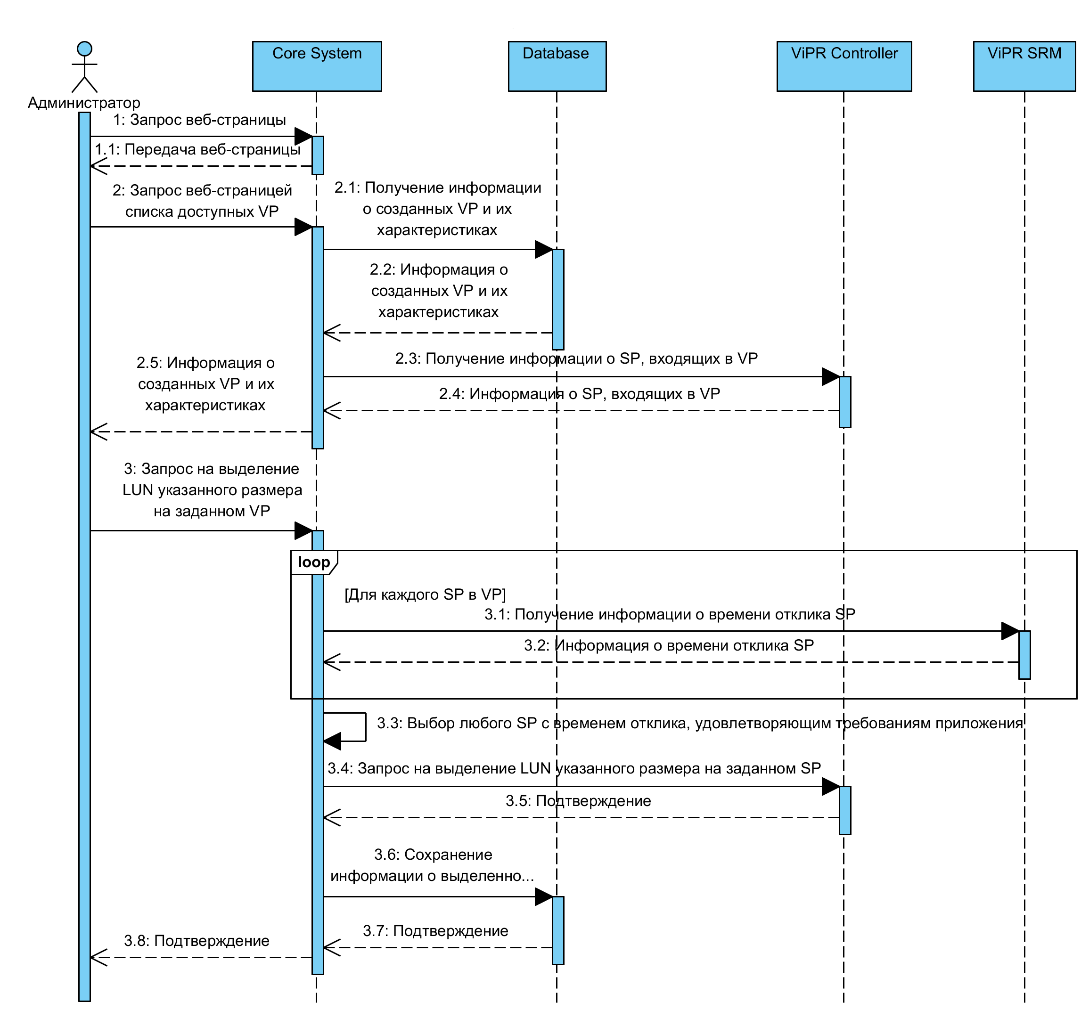 Core System
Database
ViPR Controller
ViPR SRM
Администратор
1: Запрос веб-страницы
1.1: Передача веб-страницы
2: Запрос веб-страницей
списка доступных VP
2.1: Получение информации
о созданных VP и их
характеристиках
2.2: Информация о
созданных VP и их
характеристиках
2.3: Получение информации о SP, входящих в VP
2.4: Информация о SP, входящих в VP
2.5: Информация о
созданных VP и их
характеристиках
3: Запрос на выделение
LUN указанного размера
на заданном VP
loop
[Для каждого SP в VP]
3.1: Получение информации о времени отклика SP
3.2: Информация о времени отклика SP
3.3: Выбор любого SP с временем отклика, удовлетворяющим требованиям приложения
3.4: Запрос на выделение LUN указанного размера на заданном SP
3.5: Подтверждение
3.6: Сохранение
информации о выделенно...
3.7: Подтверждение
3.8: Подтверждение